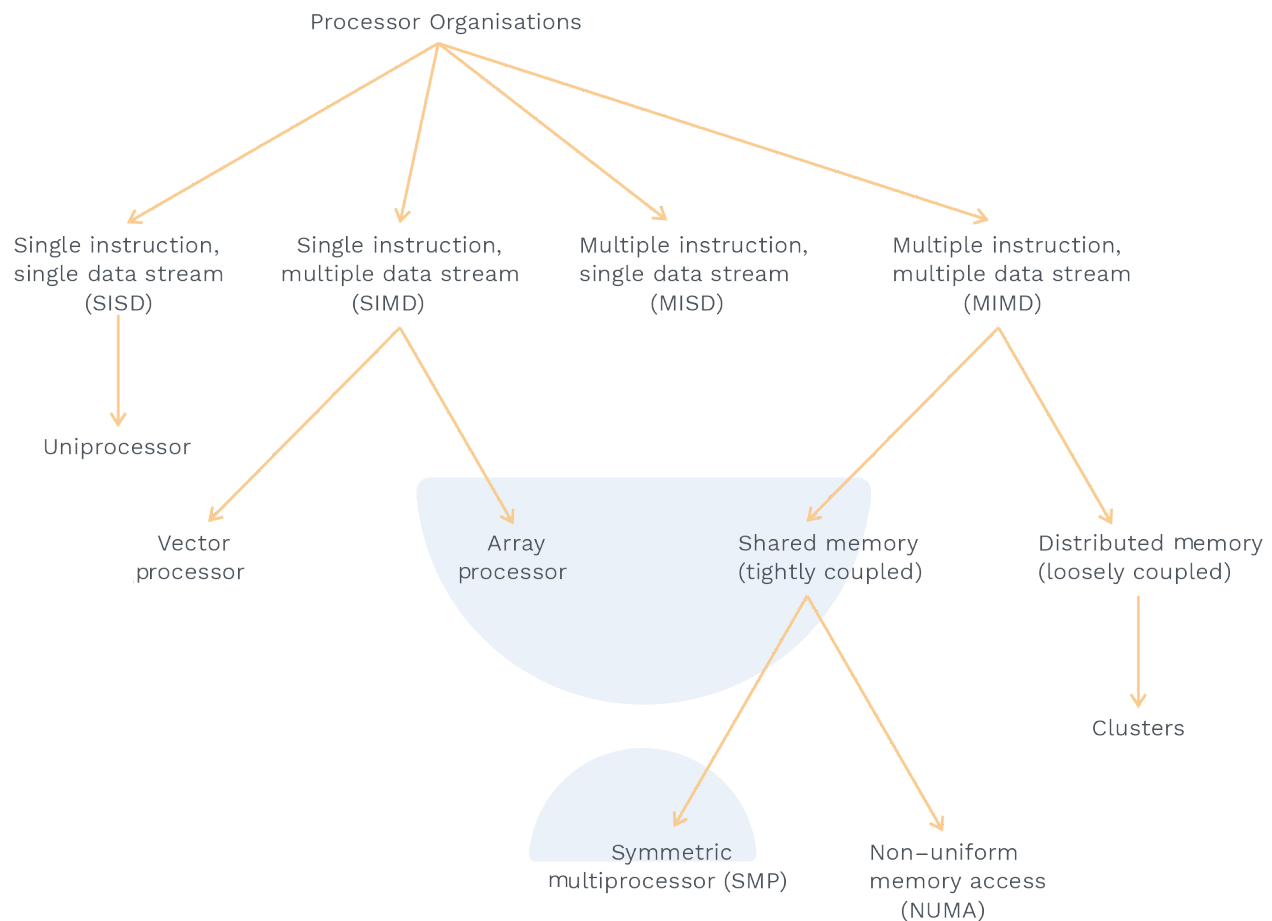 Processor Organisations
Single instruction,
single data stream
(SISD)
Single instruction,
multiple data stream
(SIMD)
Multiple instruction,
single data stream
(MISD)
Multiple instruction,
multiple data stream
(MIMD)
Uniprocessor
Vector
processor
Array
processor
Shared memory
(tightly coupled)
Distributed memory
(loosely coupled)
Clusters
Symmetric
multiprocessor (SMP)
Non–uniform
memory access
(NUMA)